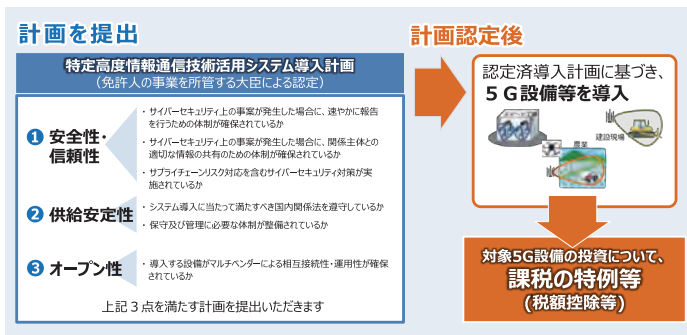 計画を提出
特定高度情報通信技術活用システム導入計画
（免許人の事業を所管する大臣による認定）
❶ 安全性・
信頼性
・ サイバーセキュリティ上の事案が発生した場合に、速やかに報告
を行うための体制が確保されているか
・ サイバーセキュリティ上の事案が発生した場合に、関係主体との
適切な情報の共有のための体制が確保されているか
・ サプライチェーンリスク対応を含むサイバーセキュリティ対策が実
施されているか
❷ 供給安定性
・ システム導入に当たって満たすべき国内関係法を遵守しているか
・ 保守及び管理に必要な体制が整備されているか
❸ オープン性
・ 導入する設備がマルチベンダーによる相互接続性・運用性が確保
されているか
上記３点を満たす計画を提出いただきます
計画認定後
認定済導入計画に基づき、
５Ｇ設備等を導入
建設現場
農業
対象5G設備の投資について、
課税の特例等
(税額控除等)